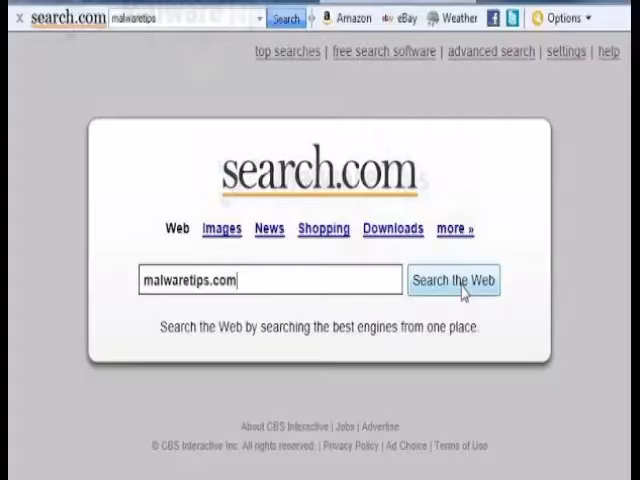 x search.com malwaretips Search Amazon eBay Weather Options
top searches | free search software | advanced search | settings | help
search.com
Web Images News Shopping Downloads more »
malwaretips.com Search the Web
Search the Web by searching the best engines from one place.
About CBS Interactive | Jobs | Advertise
© CBS Interactive Inc. All rights reserved. | Privacy Policy | Ad Choice | Terms of Use